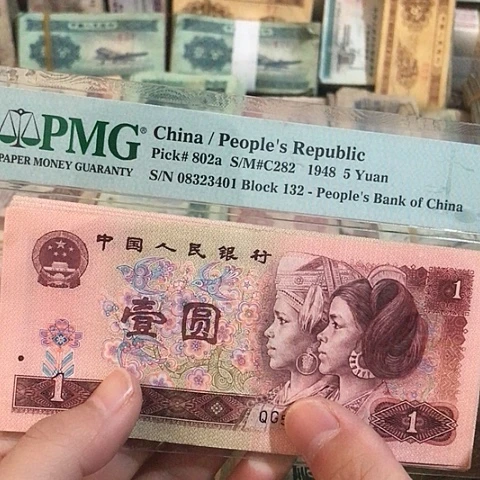 PMG®
PAPER MONEY GUARANTY
China / People's Republic
Pick# 802a S/M#C282 1948 5 Yuan
S/N 08323401 Block 132 - People's Bank of China
中国人民银行
1
壹圆
1
QG
1